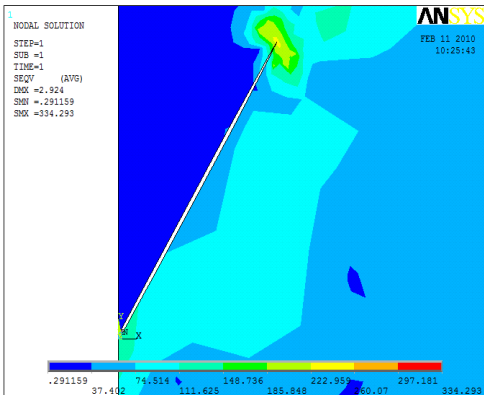 1
NODAL SOLUTION
STEP=1
SUB =1
TIME=1
SEQV (AVG)
DMX =2.924
SMN =.291159
SMX =334.293
ANSYS
FEB 11 2010
10:25:43
Y
X
.291159 74.514 148.736 222.959 297.181
37.402 111.625 185.848 260.07 334.293